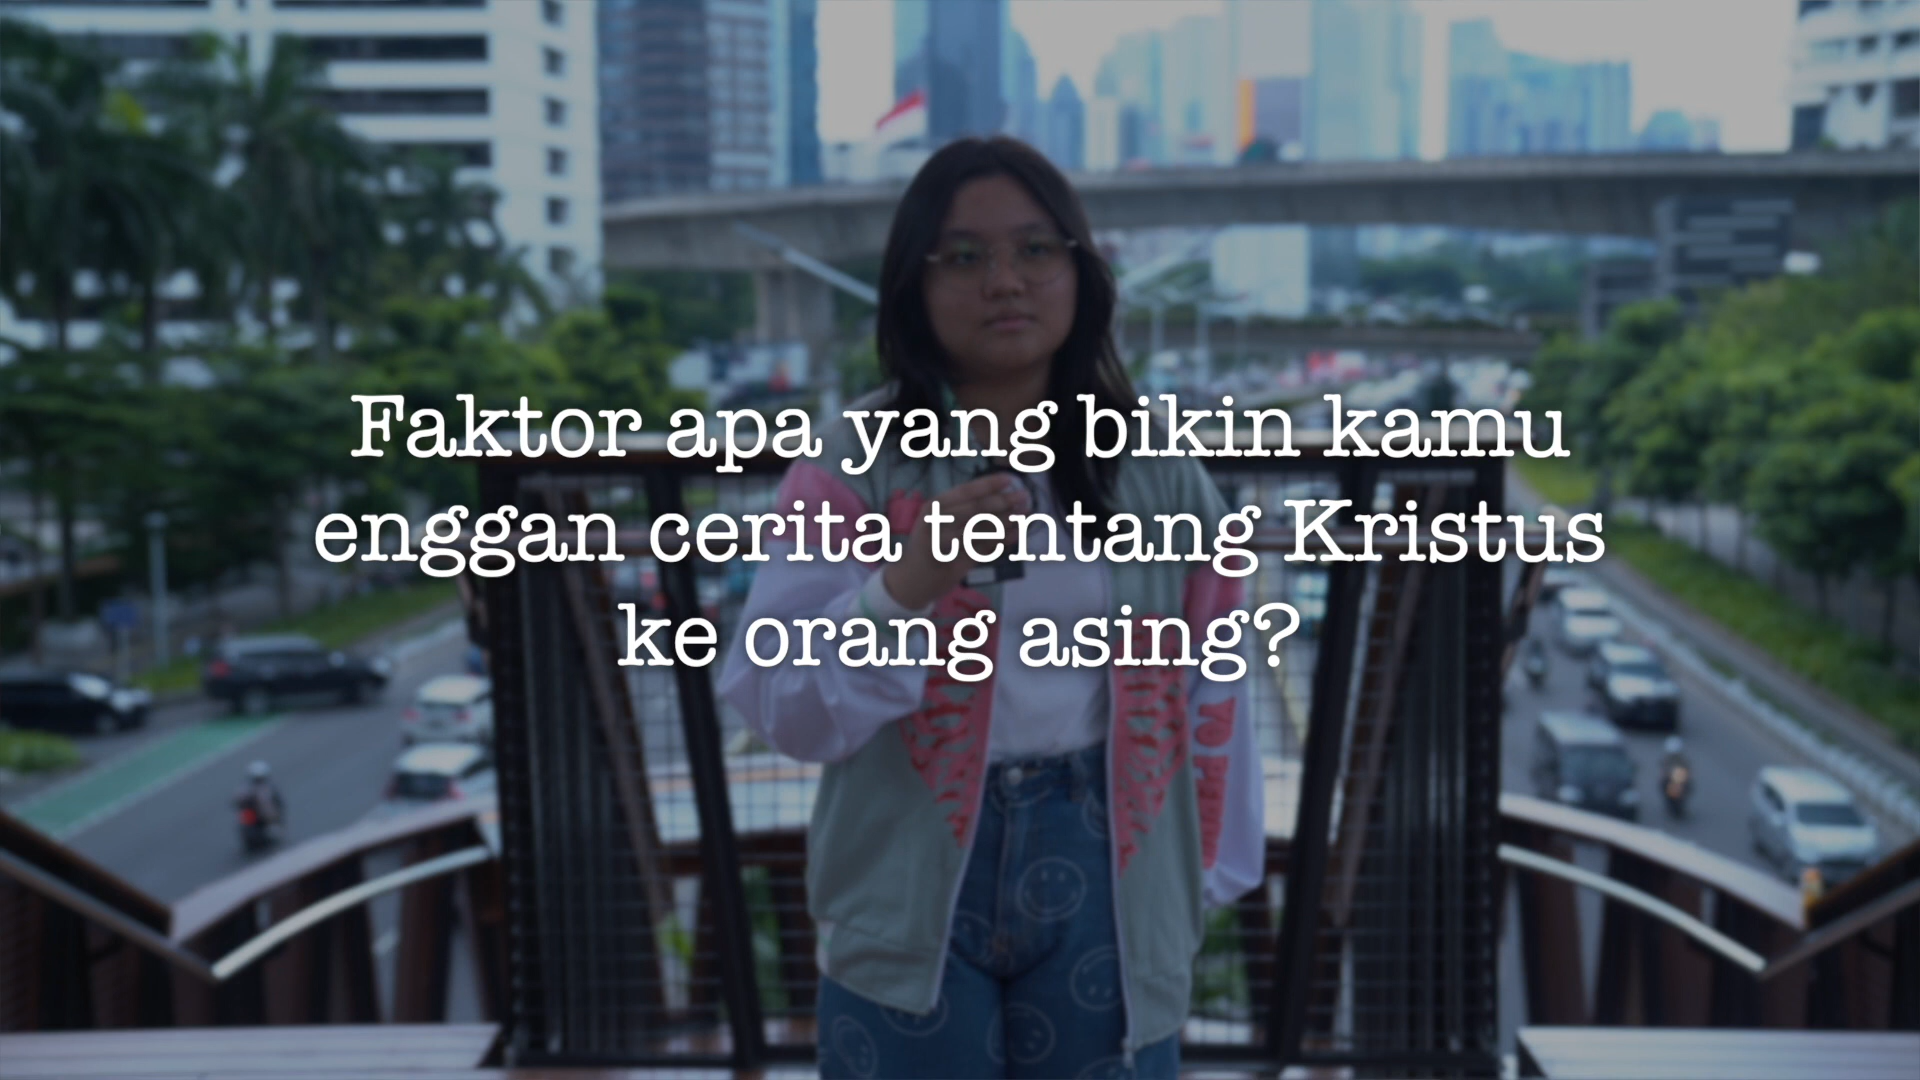 Faktor apa yang bikin kamu
enggan cerita tentang Kristus
ke orang asing?